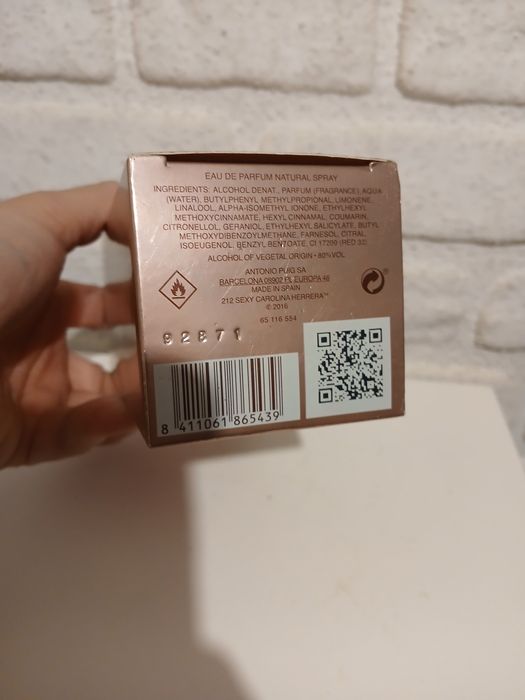 EAU DE PARFUM NATURAL SPRAY
INGREDIENTS: ALCOHOL DENAT., PARFUM (FRAGRANCE), AQUA
(WATER), BUTYLPHENYL METHYLPROPIONAL, LIMONENE,
LINALOOL, ALPHA-ISOMETHYL IONONE, ETHYLHEXYL
METHOXYCINNAMATE, HEXYL CINNAMAL, COUMARIN,
CITRONELLOL, GERANIOL, ETHYLHEXYL SALICYLATE, BUTYL
METHOXYDIBENZOYLMETHANE, FARNESOL, CITRAL,
ISOEUGENOL, BENZYL BENZOATE, CI 17200 (RED 33)
ALCOHOL OF VEGETAL ORIGIN • 80% VOL
ANTONIO PUIG SA
BARCELONA 08902 PL EUROPA 46
MADE IN SPAIN
212 SEXY CAROLINA HERRERA™
© 2016
65 116 554
92871
8 411061 865439